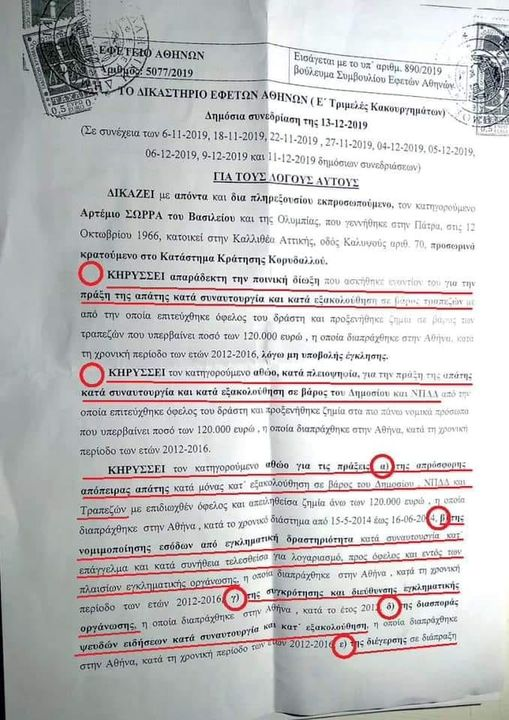 ΕΦΕΤΕΙΟ ΑΘΗΝΩΝ
Αριθμός: 5077/2019
Εισάγεται με το υπ΄ αριθμ. 890/2019
βούλευμα Συμβουλίου Εφετών Αθηνών
ΤΟ ΔΙΚΑΣΤΗΡΙΟ ΕΦΕΤΩΝ ΑΘΗΝΩΝ ( Ε΄ Τριμελές Κακουργημάτων)
Δημόσια συνεδρίαση της 13-12-2019
(Σε συνέχεια των 6-11-2019, 18-11-2019, 22-11-2019 , 27-11-2019, 04-12-2019, 05-12-2019,
06-12-2019, 9-12-2019 και 11-12-2019 δημόσιων συνεδριάσεων)
ΓΙΑ ΤΟΥΣ ΛΟΓΟΥΣ ΑΥΤΟΥΣ
ΔΙΚΑΖΕΙ με απόντα και δια πληρεξουσίου εκπροσωπούμενο, τον κατηγορούμενο
Αρτέμιο ΣΩΡΡΑ του Βασιλείου και της Ολυμπίας, που γεννήθηκε στην Πάτρα, στις 12
Οκτωβρίου 1966, κατοικεί στην Καλλιθέα Αττικής, οδός Καλυψούς αριθ. 70, προσωρινά
κρατούμενο στο Κατάστημα Κράτησης Κορυδαλλού.
ΚΗΡΥΣΣΕΙ απαράδεκτη την ποινική δίωξη που ασκήθηκε εναντίον του για την
πράξη της απάτης κατά συναυτουργία και κατά εξακολούθηση σε βάρος τραπεζών με
από την οποία επιτεύχθηκε όφελος του δράστη και προξενήθηκε ζημία σε βάρος των
τραπεζών που υπερβαίνει ποσό των 120.000 ευρώ , η οποία διαπράχθηκε στην Αθήνα, κατά
τη χρονική περίοδο των ετών 2012-2016, λόγω μη υποβολής έγκλησης.
ΚΗΡΥΣΣΕΙ τον κατηγορούμενο αθώο, κατά πλειοψηφία, για την πράξη της απάτης
κατά συναυτουργία και κατά εξακολούθηση σε βάρος του Δημοσίου και ΝΠΔΔ από την
οποία επιτεύχθηκε όφελος του δράστη και προξενήθηκε ζημία στα πιο πάνω νομικά πρόσωπα
που υπερβαίνει ποσό των 120.000 ευρώ , η οποία διαπράχθηκε στην Αθήνα, κατά τη χρονική
περίοδο των ετών 2012-2016.
ΚΗΡΥΣΣΕΙ τον κατηγορούμενο αθώο για τις πράξεις α) της απρόσφορης
απόπειρας απάτης κατά μόνας κατ΄ εξακολούθηση σε βάρος του Δημοσίου , ΝΠΔΔ και
Τραπεζών με επιδιωχθέν όφελος και απειληθείσα ζημία άνω των 120.000 ευρώ , η οποία
διαπράχθηκε στην Αθήνα , κατά το χρονικό διάστημα από 15-5-2014 έως 16-06-2014, β) της
νομιμοποίησης εσόδων από εγκληματική δραστηριότητα κατά συναυτουργία κατ
επάγγελμα και κατά συνήθεια τελεσθείσα για λογαριασμό, προς όφελος και εντός των
πλαισίων εγκληματικής οργάνωσης, η οποία διαπράχθηκε στην Αθήνα , κατά τη χρονική
περίοδο των ετών 2012-2016, γ) της συγκρότησης και διεύθυνσης εγκληματικής
οργάνωσης, η οποία διαπράχθηκε στην Αθήνα , κατά το έτος δ) της διασποράς
ψευδών ειδήσεων κατά συναυτουργία και κατ΄ εξακολούθηση, η οποία διαπράχθηκε
στην Αθήνα, κατά τη χρονική περίοδο των ετών 2012-2016 ε) της διέγερσης σε διάπραξη